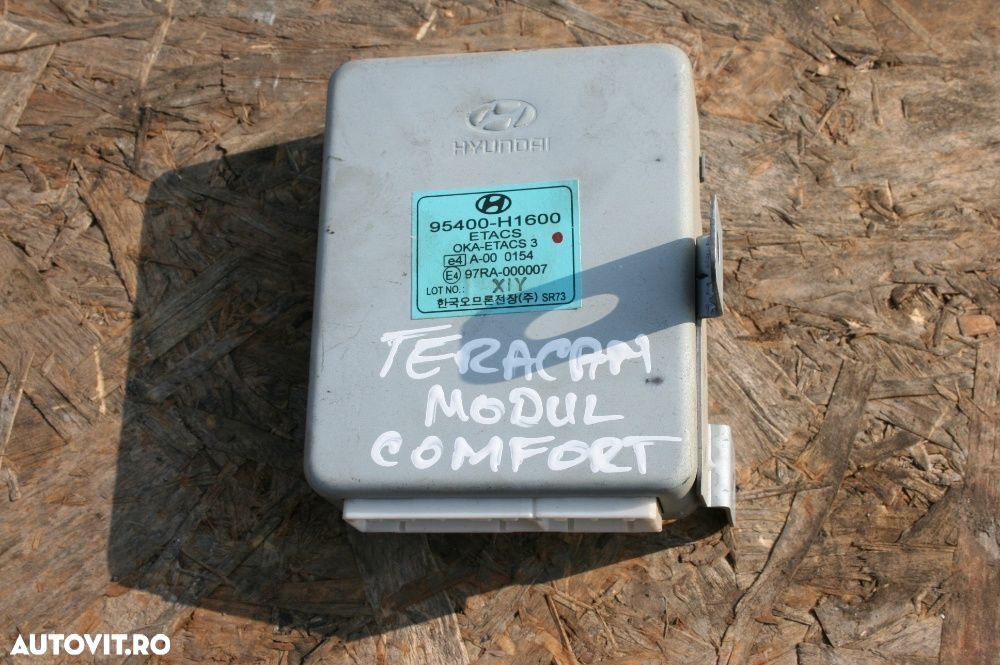 HYUNDAI
95400-H1600
ETACS
OKA-ETACS 3
e4 A-00 0154
E4 97RA-000007
LOT NO.: XIY
한국오므론전장(주) SR73
TERACAN
MODUL
COMFORT
AUTOVIT.RO